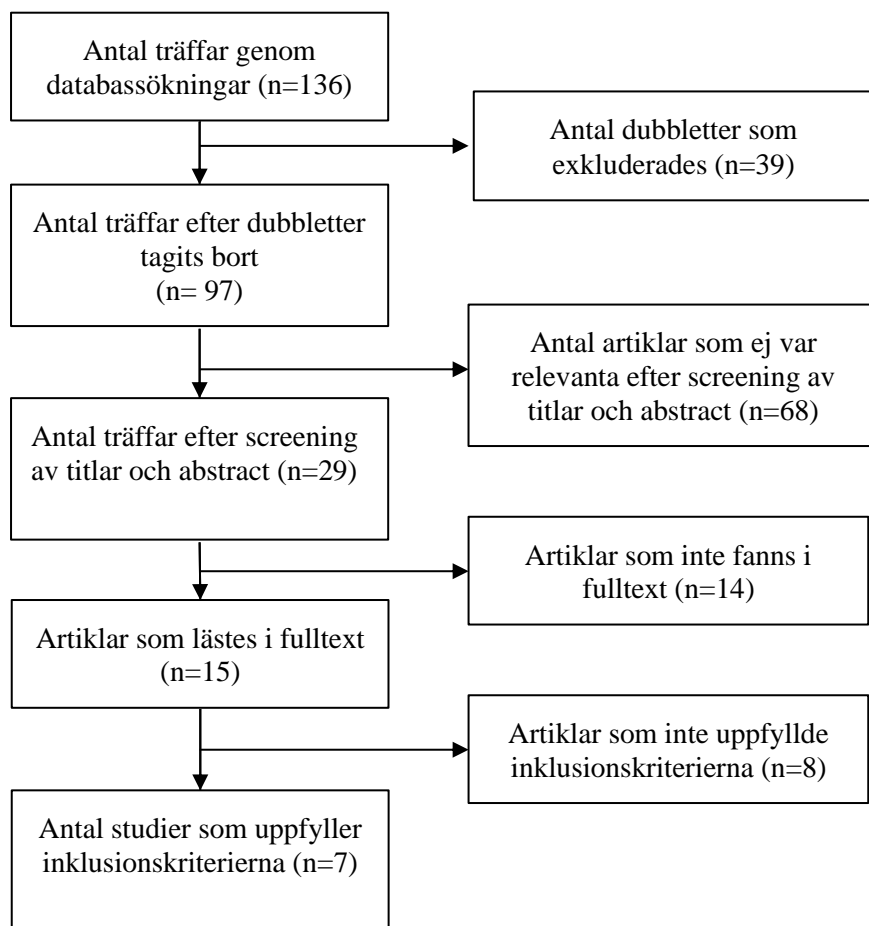 Antal träffar genom
databassökningar (n=136)
Antal dubbletter som
exkluderades (n=39)
Antal träffar efter dubbletter
tagits bort
(n= 97)
Antal artiklar som ej var
relevanta efter screening av
titlar och abstract (n=68)
Antal träffar efter screening
av titlar och abstract (n=29)
Artiklar som inte fanns i
fulltext (n=14)
Artiklar som lästes i fulltext
(n=15)
Artiklar som inte uppfyllde
inklusionskriterierna (n=8)
Antal studier som uppfyller
inklusionskriterierna (n=7)